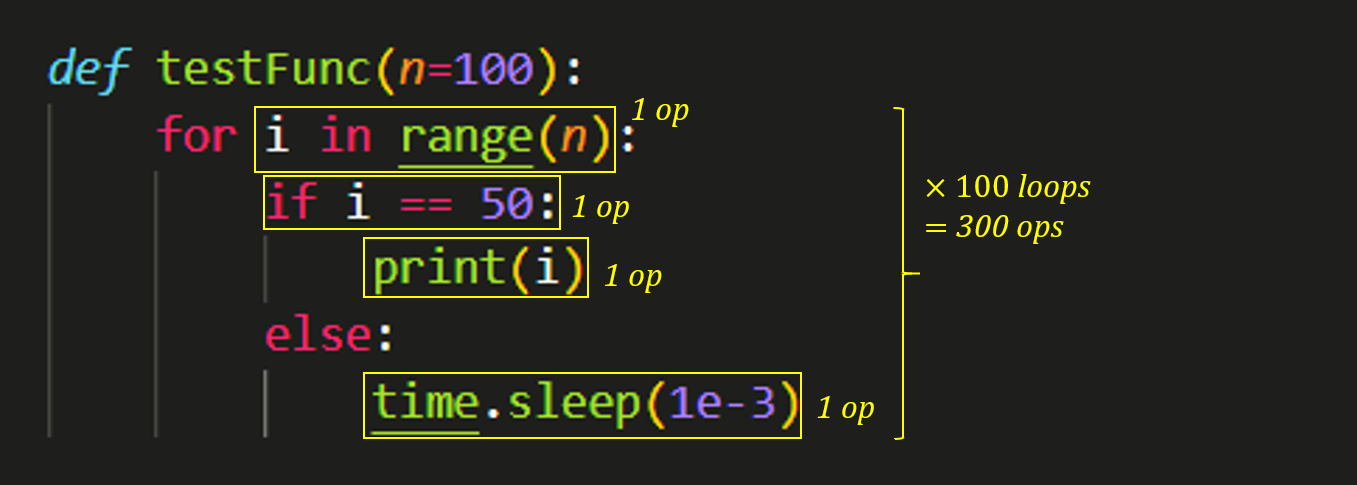 def testFunc(n=100):
for i in range(n): 1 op
if i == 50: 1 op
print(i) 1 op
else:
time.sleep(1e-3) 1 op
× 100 loops
= 300 ops